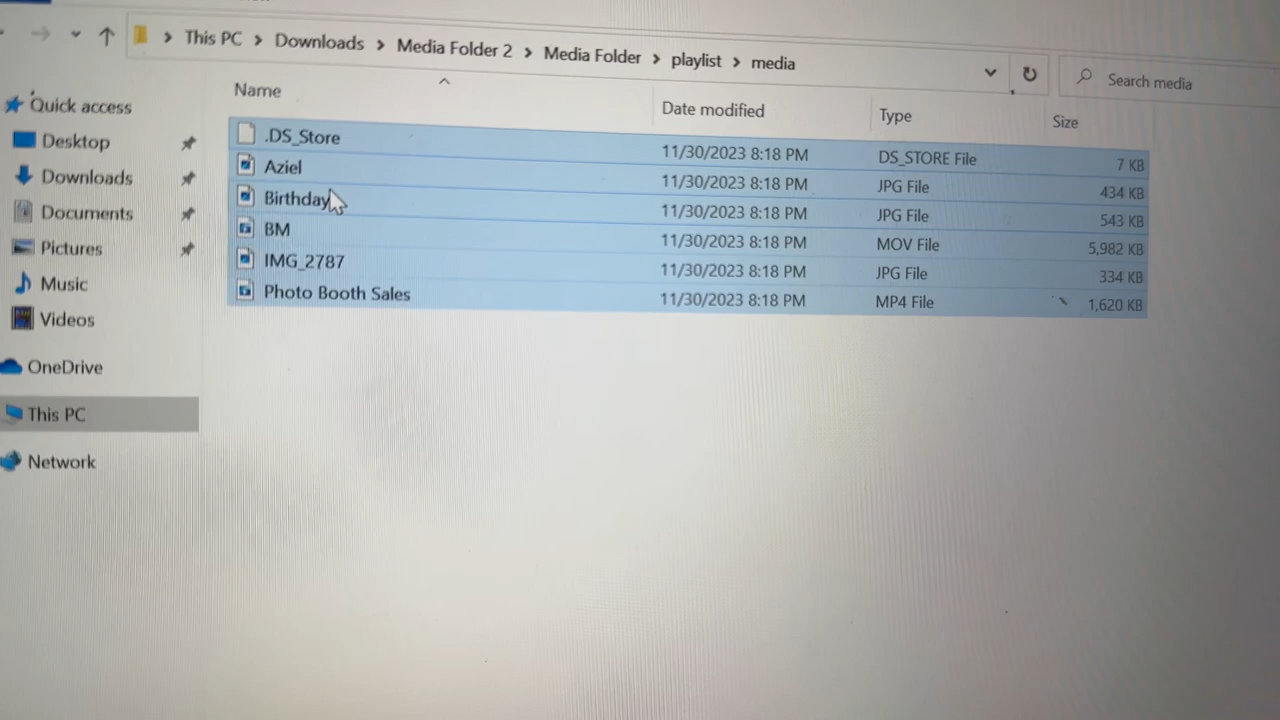 This PC > Downloads > Media Folder 2 > Media Folder > playlist > media
Search media
Name Date modified Type Size
Quick access
Desktop
Downloads
Documents
Pictures
Music
Videos
OneDrive
This PC
Network
.DS_Store 11/30/2023 8:18 PM DS_STORE File 7 KB
Aziel 11/30/2023 8:18 PM JPG File 434 KB
Birthday 11/30/2023 8:18 PM JPG File 543 KB
BM 11/30/2023 8:18 PM MOV File 5,982 KB
IMG_2787 11/30/2023 8:18 PM JPG File 334 KB
Photo Booth Sales 11/30/2023 8:18 PM MP4 File 1,620 KB